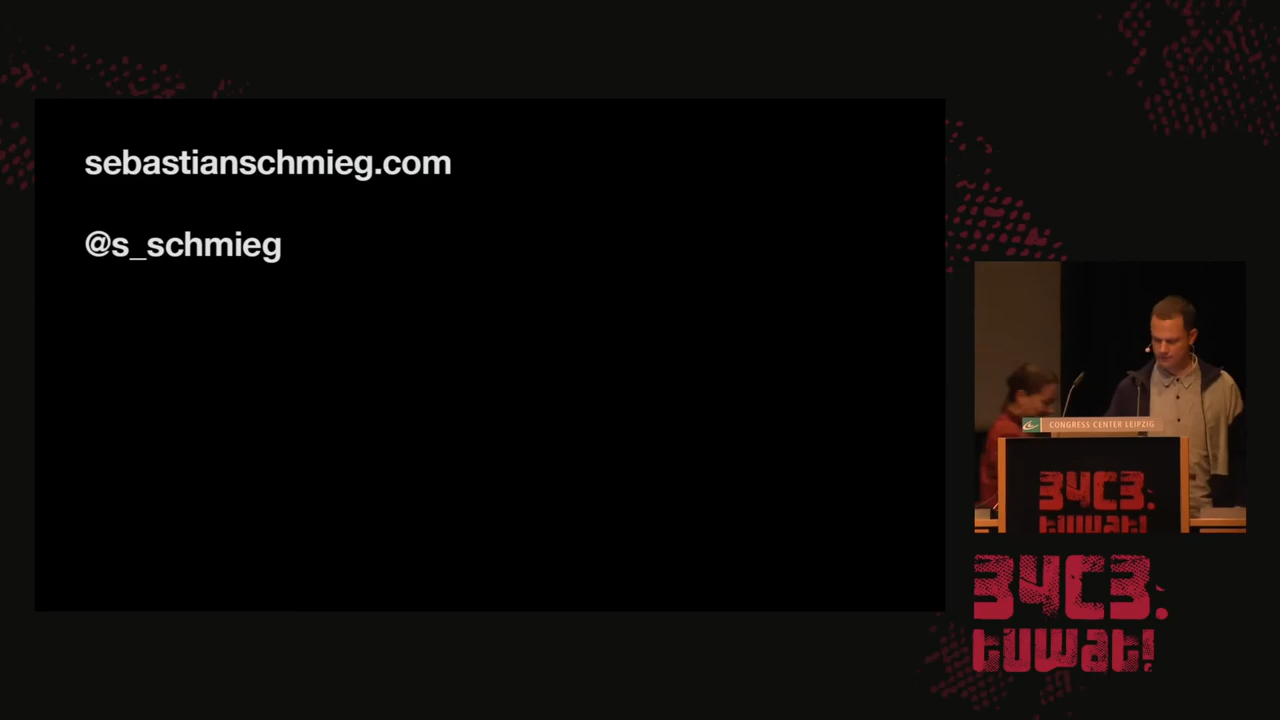 sebastianschmieg.com
@s_schmieg
CONGRESS CENTER LEIPZIG
34C3.
tuwat!
34C3.
tuwat!